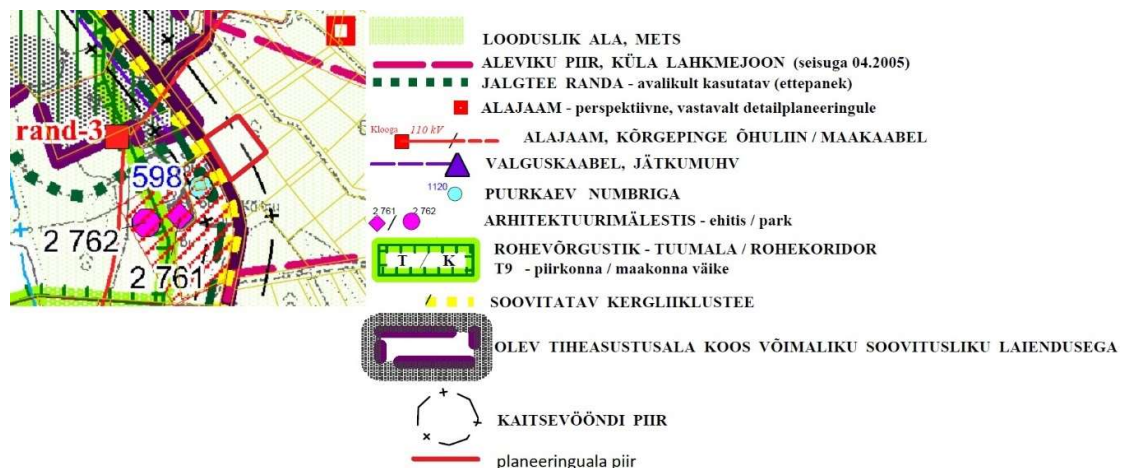 rand-3
598
2 762
2 761
LOODUSLIK ALA, METS
ALEVIKU PIIR, KÜLA LAHKMEJOON (seisuga 04.2005)
JALGTEE RANDA - avalikult kasutatav (ettepanek)
ALAJAAM - perspektiivne, vastavalt detailplaneeringule
Klooga 110 kV ALAJAAM, KÕRGEPINGE ÕHULIIN / MAAKAABEL
VALGUSKAABEL, JÄTKUMUHV
1120 PUURKAEV NUMBRIGA
2 761 / 2 762 ARHITEKTUURIMÄLESTIS - ehitis / park
T / K ROHEVÕRGUSTIK - TUUMALA / ROHEKORIDOR
T9 - piirkonna / maakonna väike
SOOVITATAV KERGLIIKLUSTEE
OLEV TIHEASUSTUSALA KOOS VÕIMALIKU SOOVITUSLIKU LAIENDUSEGA
KAITSEVÖÖNDI PIIR
planeeringuala piir